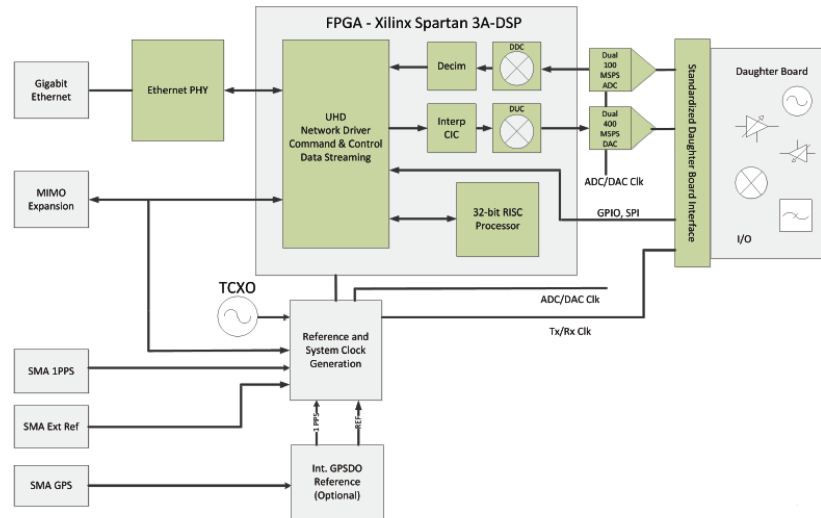 FPGA - Xilinx Spartan 3A-DSP
Gigabit
Ethernet
Ethernet PHY
UHD
Network Driver
Command & Control
Data Streaming
Decim
DDC
Dual
100
MSPS
ADC
Interp
CIC
DUC
Dual
400
MSPS
DAC
ADC/DAC Clk
Standardized Daughter Board Interface
Daughter Board
I/O
MIMO
Expansion
32-bit RISC
Processor
GPIO, SPI
TCXO
ADC/DAC Clk
Tx/Rx Clk
Reference and
System Clock
Generation
SMA 1PPS
SMA Ext Ref
1 PPS
REF
SMA GPS
Int. GPSDO
Reference
(Optional)